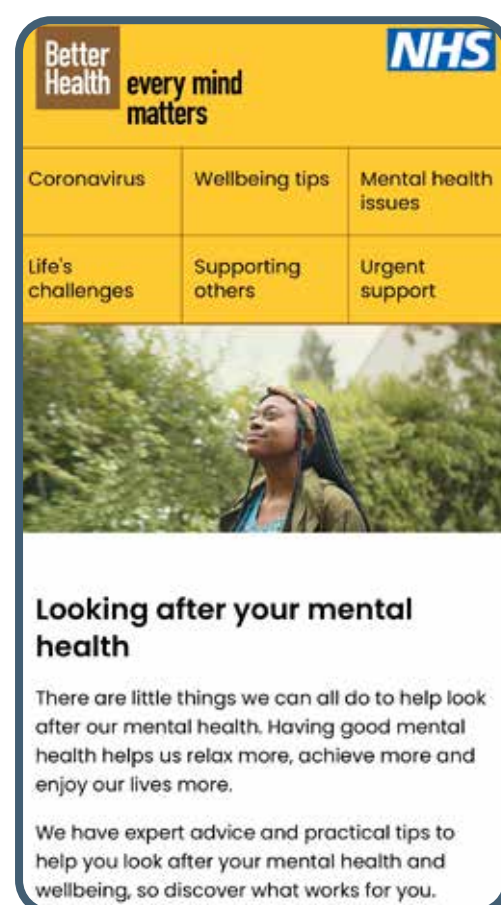 Better
Health
every mind
matters
NHS
Coronavirus
Wellbeing tips
Mental health
issues
Life's
challenges
Supporting
others
Urgent
support
Looking after your mental
health
There are little things we can all do to help look
after our mental health. Having good mental
health helps us relax more, achieve more and
enjoy our lives more.
We have expert advice and practical tips to
help you look after your mental health and
wellbeing, so discover what works for you.